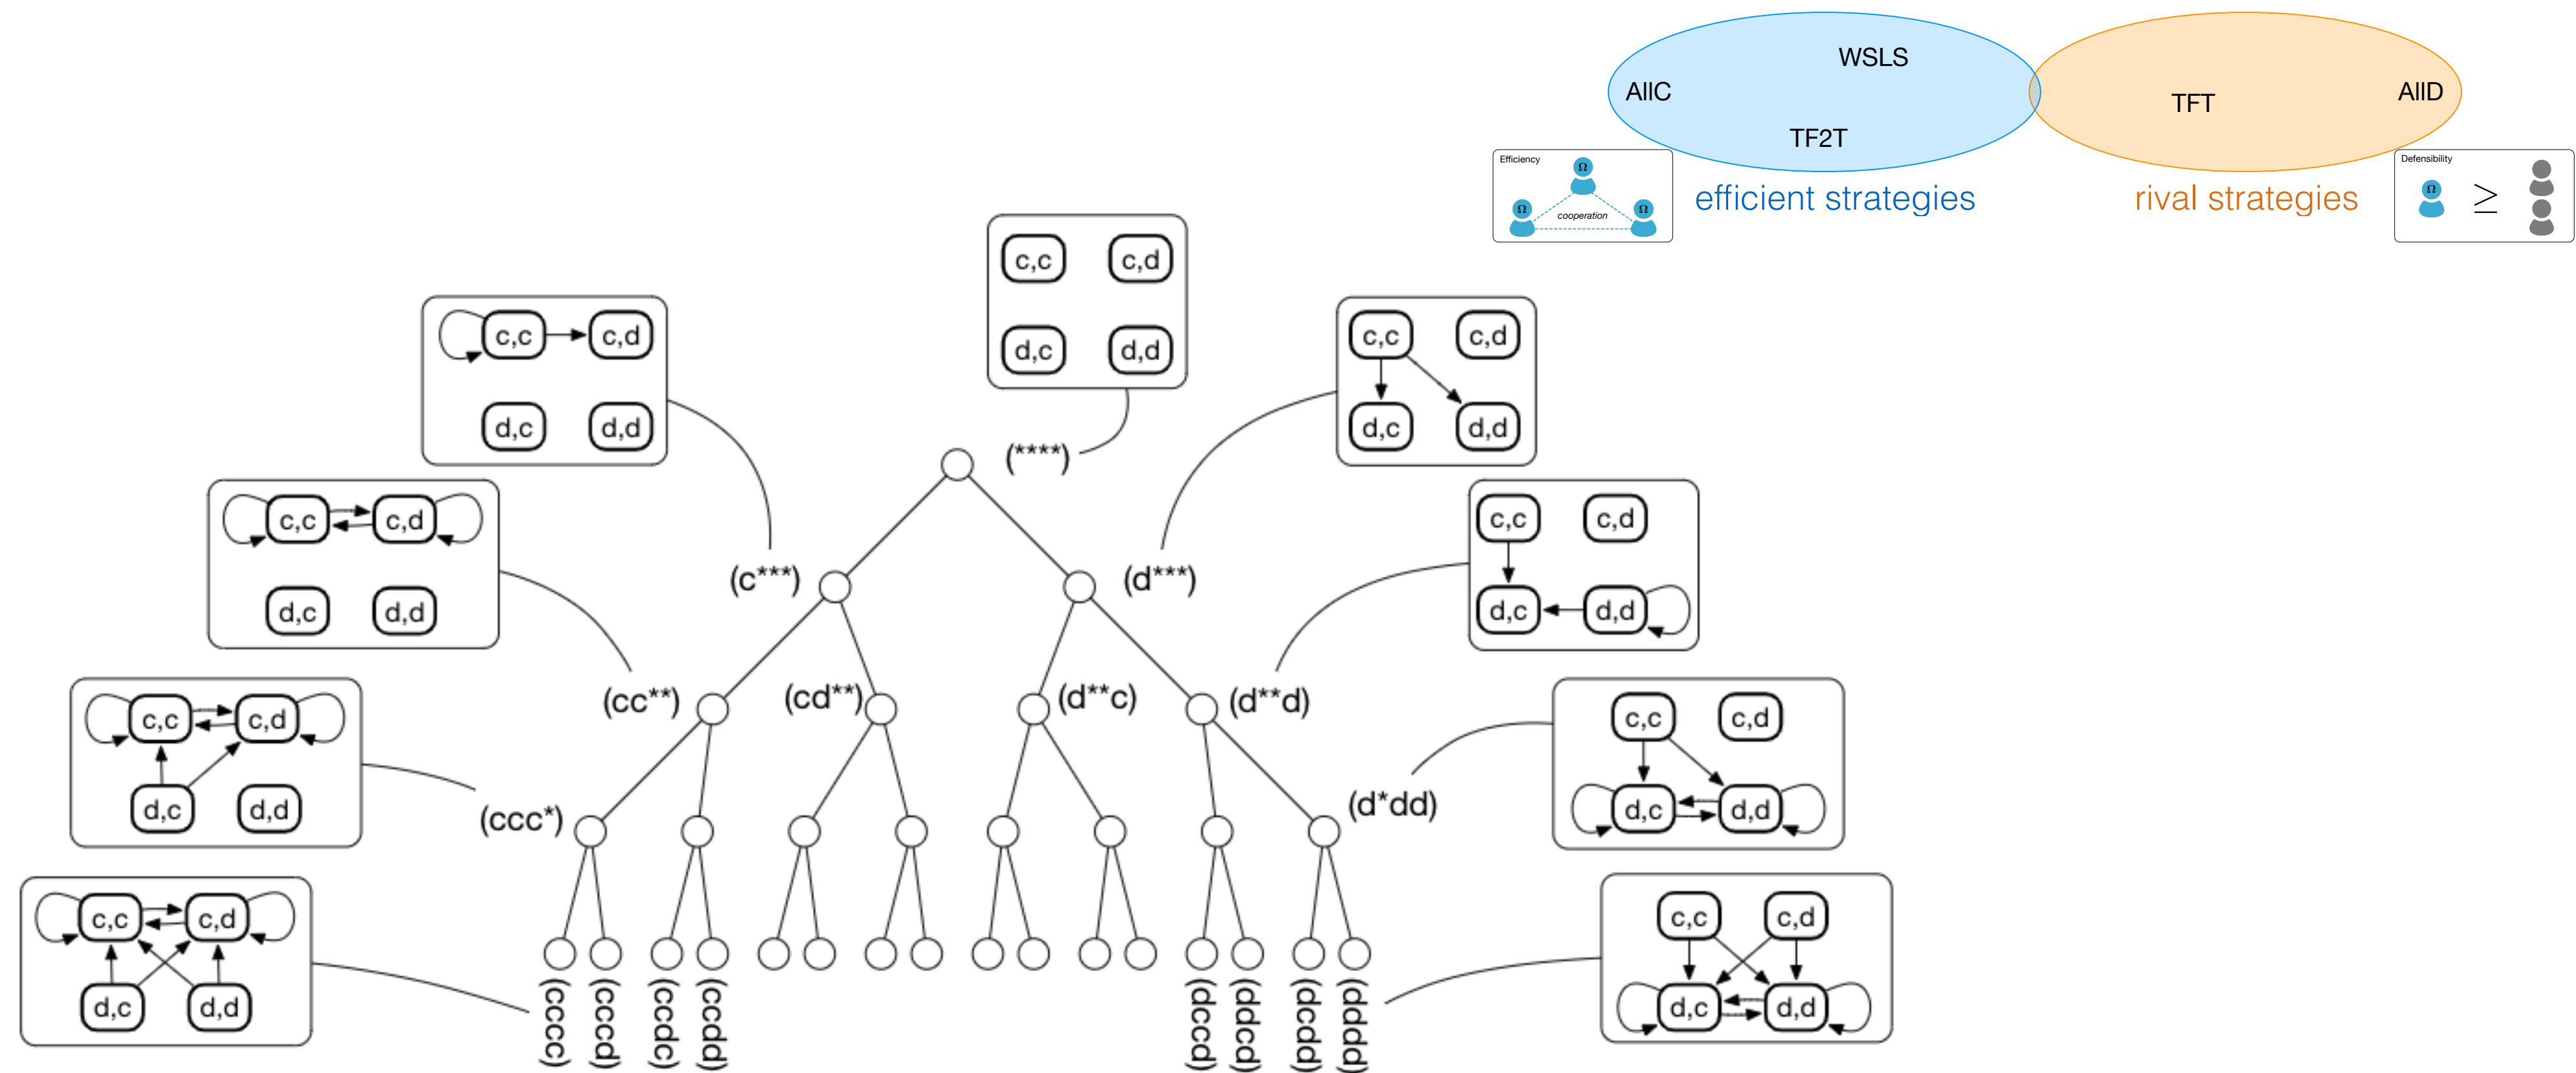 WSLS
AllC
AllD
TFT
TF2T
Efficiency
Ω
Ω
Ω
cooperation
efficient strategies
rival strategies
Defensibility
Ω
≥
c,c c,d
d,c d,d
(****)
c,c c,d
d,c d,d
(c***)
c,c c,d
d,c d,d
(d***)
c,c c,d
d,c d,d
(cc**)
(cd**)
(d**c)
(d**d)
c,c c,d
d,c d,d
c,c c,d
d,c d,d
(ccc*)
(d*dd)
c,c c,d
d,c d,d
c,c c,d
d,c d,d
(cccc)
(cccd)
(ccdc)
(ccdd)
(dccd)
(ddcd)
(dcdd)
(dddd)
c,c c,d
d,c d,d